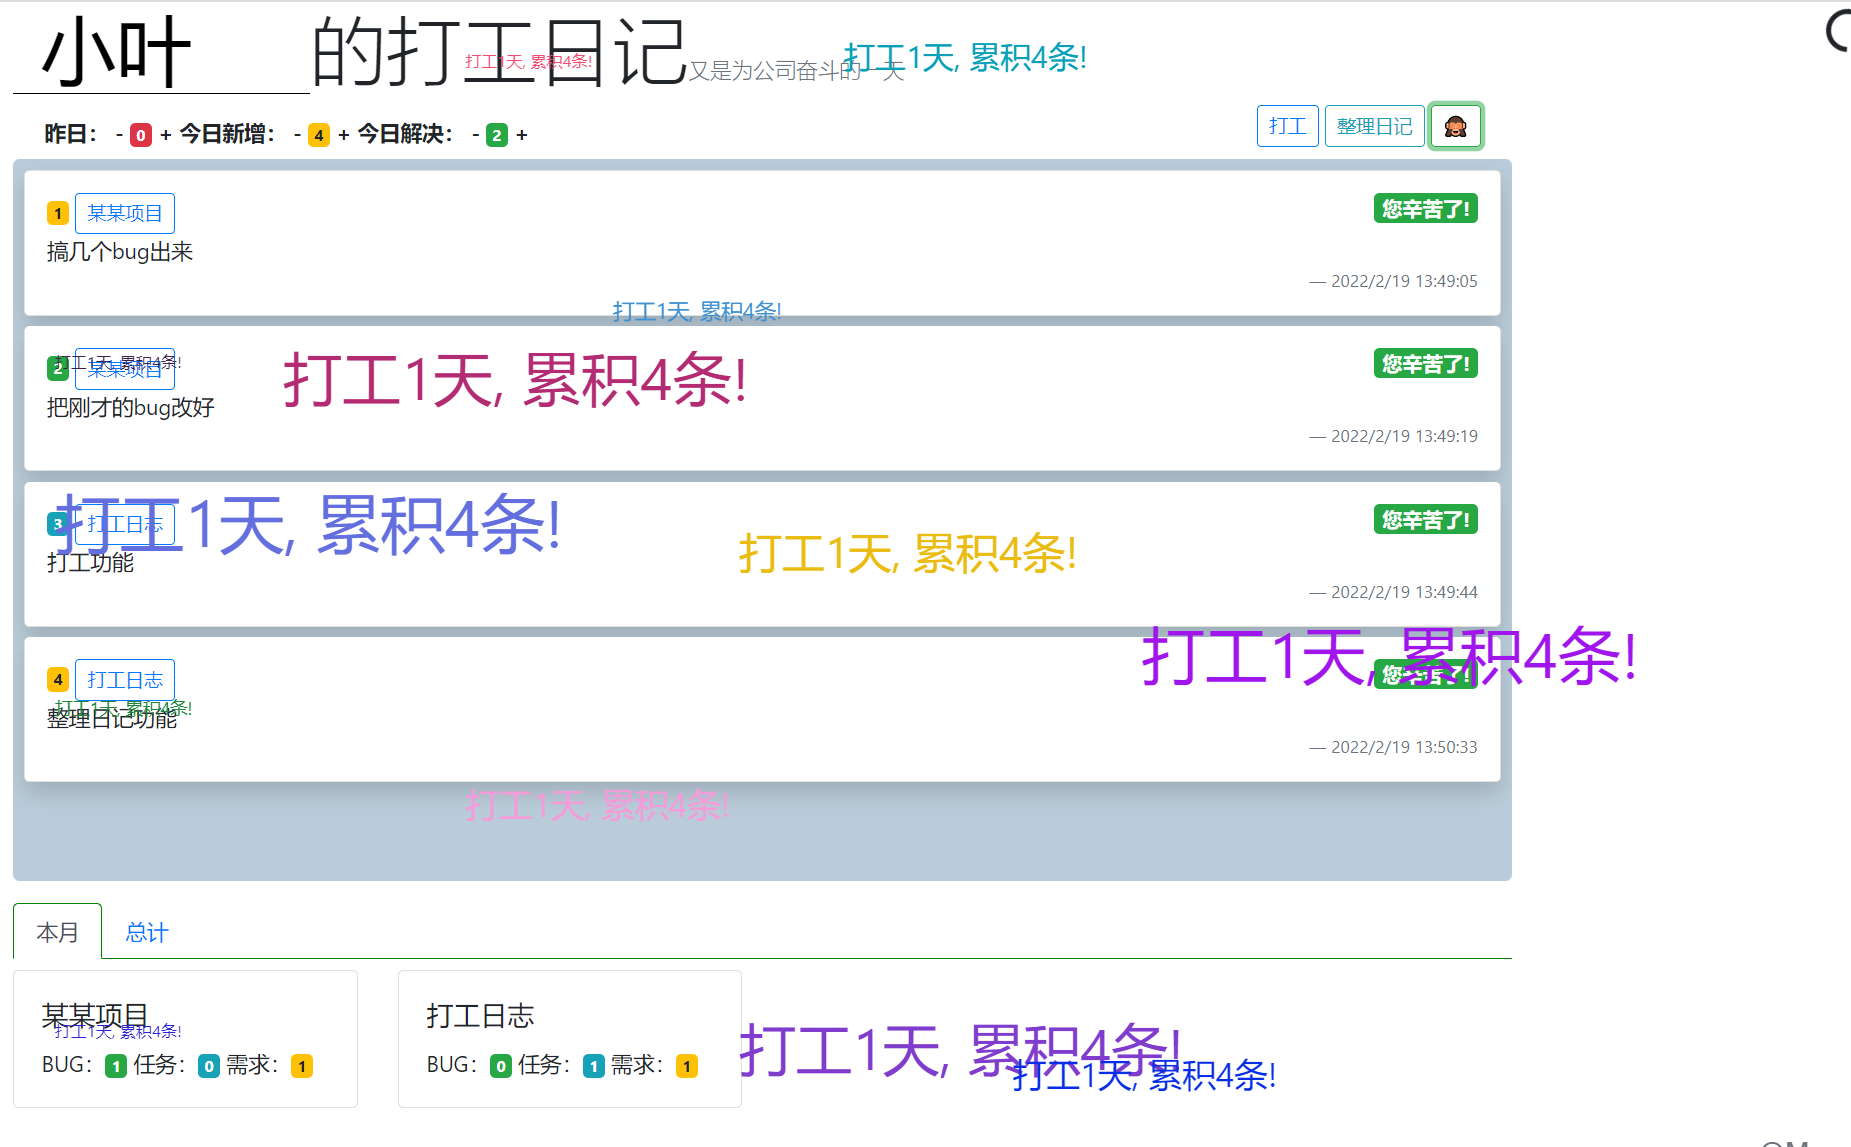 小叶的打工日记又是为公司奋斗的一天
打工1天, 累积4条!
打工1天, 累积4条!
昨日： - 0 + 今日新增： - 4 + 今日解决： - 2 +
打工 整理日记
1 某某项目 您辛苦了!
搞几个bug出来
— 2022/2/19 13:49:05
打工1天, 累积4条!
2 某某项目 您辛苦了!
打工1天, 累积4条!
打工1天, 累积4条!
把刚才的bug改好
— 2022/2/19 13:49:19
3 打工日志 您辛苦了!
打工1天, 累积4条!
打工1天, 累积4条!
打工功能
— 2022/2/19 13:49:44
打工1天, 累积4条!
4 打工日志 您辛苦了!
打工1天, 累积4条!
整理日记功能
— 2022/2/19 13:50:33
打工1天, 累积4条!
本月 总计
某某项目
打工1天, 累积4条!
BUG： 1 任务： 0 需求： 1
打工日志
BUG： 0 任务： 1 需求： 1
打工1天, 累积4条!
打工1天, 累积4条!